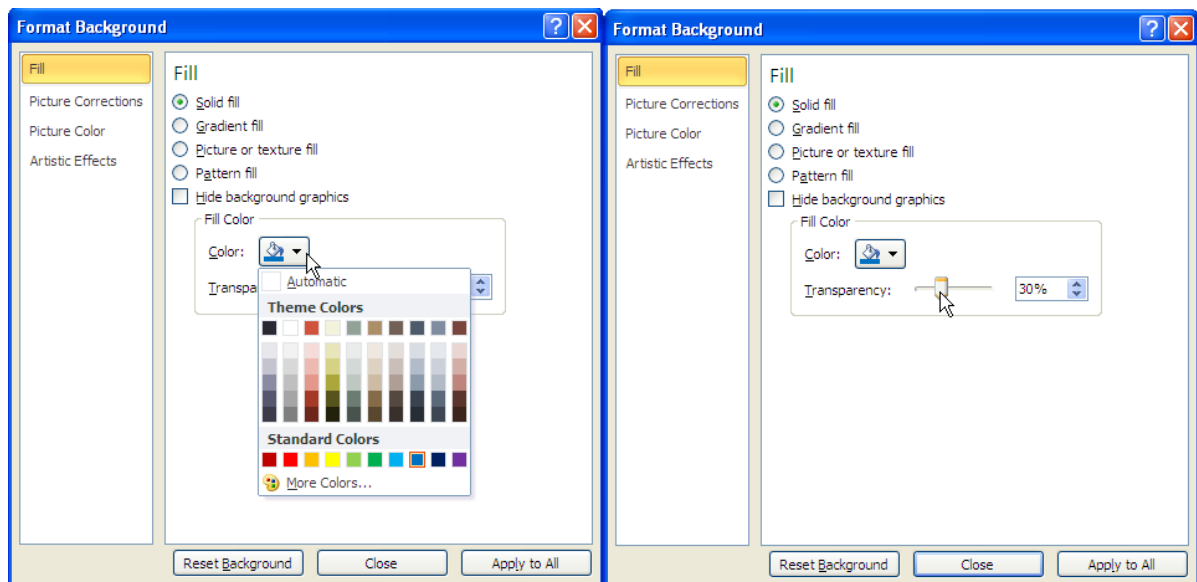 Format Background
?
X
Fill
Picture Corrections
Picture Color
Artistic Effects
Fill
Solid fill
Gradient fill
Picture or texture fill
Pattern fill
Hide background graphics
Fill Color
Color:
Transpa
Automatic
Theme Colors
Standard Colors
More Colors...
Reset Background
Close
Apply to All
Format Background
?
X
Fill
Picture Corrections
Picture Color
Artistic Effects
Fill
Solid fill
Gradient fill
Picture or texture fill
Pattern fill
Hide background graphics
Fill Color
Color:
Transparency: 30%
Reset Background
Close
Apply to All